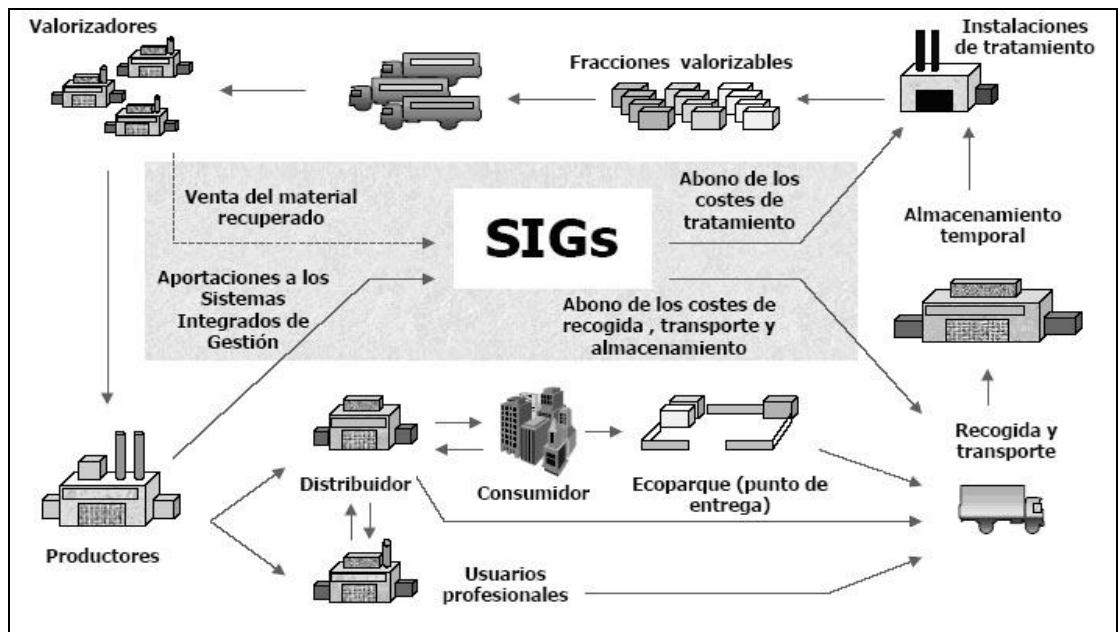 Valorizadores
Fracciones valorizables
Instalaciones
de tratamiento
Venta del material
recuperado
SIGs
Abono de los
costes de
tratamiento
Almacenamiento
temporal
Aportaciones a los
Sistemas
Integrados de
Gestión
Abono de los costes de
recogida , transporte y
almacenamiento
Recogida y
transporte
Distribuidor
Consumidor
Ecoparque (punto de
entrega)
Productores
Usuarios
profesionales